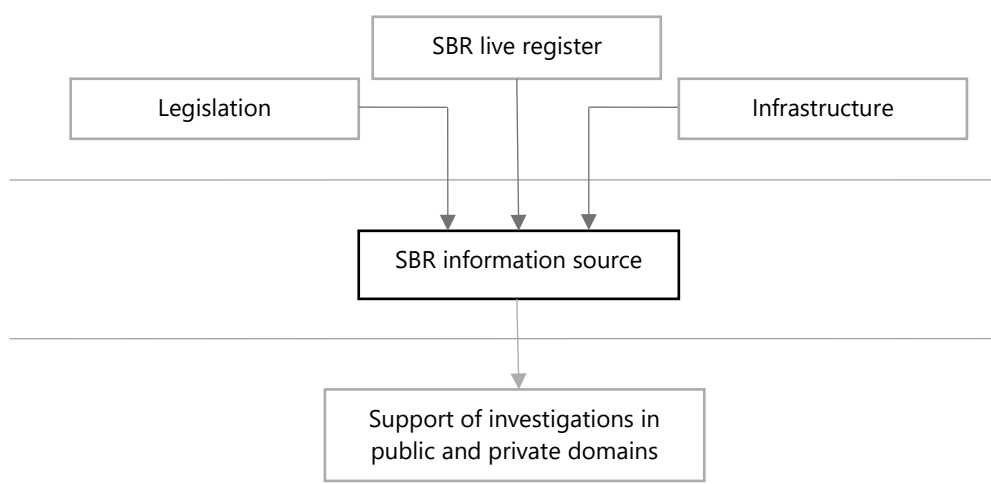 SBR live register
Legislation
Infrastructure
SBR information source
Support of investigations in
public and private domains